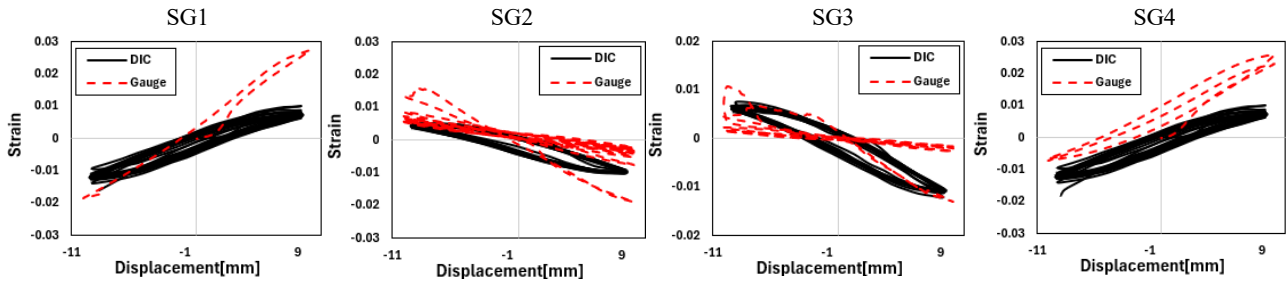 SG1
SG2
SG3
SG4
0.03
0.02
0.01
0
-0.01
-0.02
-0.03
Strain
DIC
Gauge
-11
-1
9
Displacement[mm]
0.03
0.02
0.01
0
-0.01
-0.02
-0.03
Strain
DIC
Gauge
-11
-1
9
Displacement[mm]
0.02
0.01
0
-0.01
-0.02
Strain
DIC
Gauge
-11
-1
9
Displacement[mm]
0.03
0.02
0.01
0
-0.01
-0.02
-0.03
Strain
DIC
Gauge
-11
-1
9
Displacement[mm]